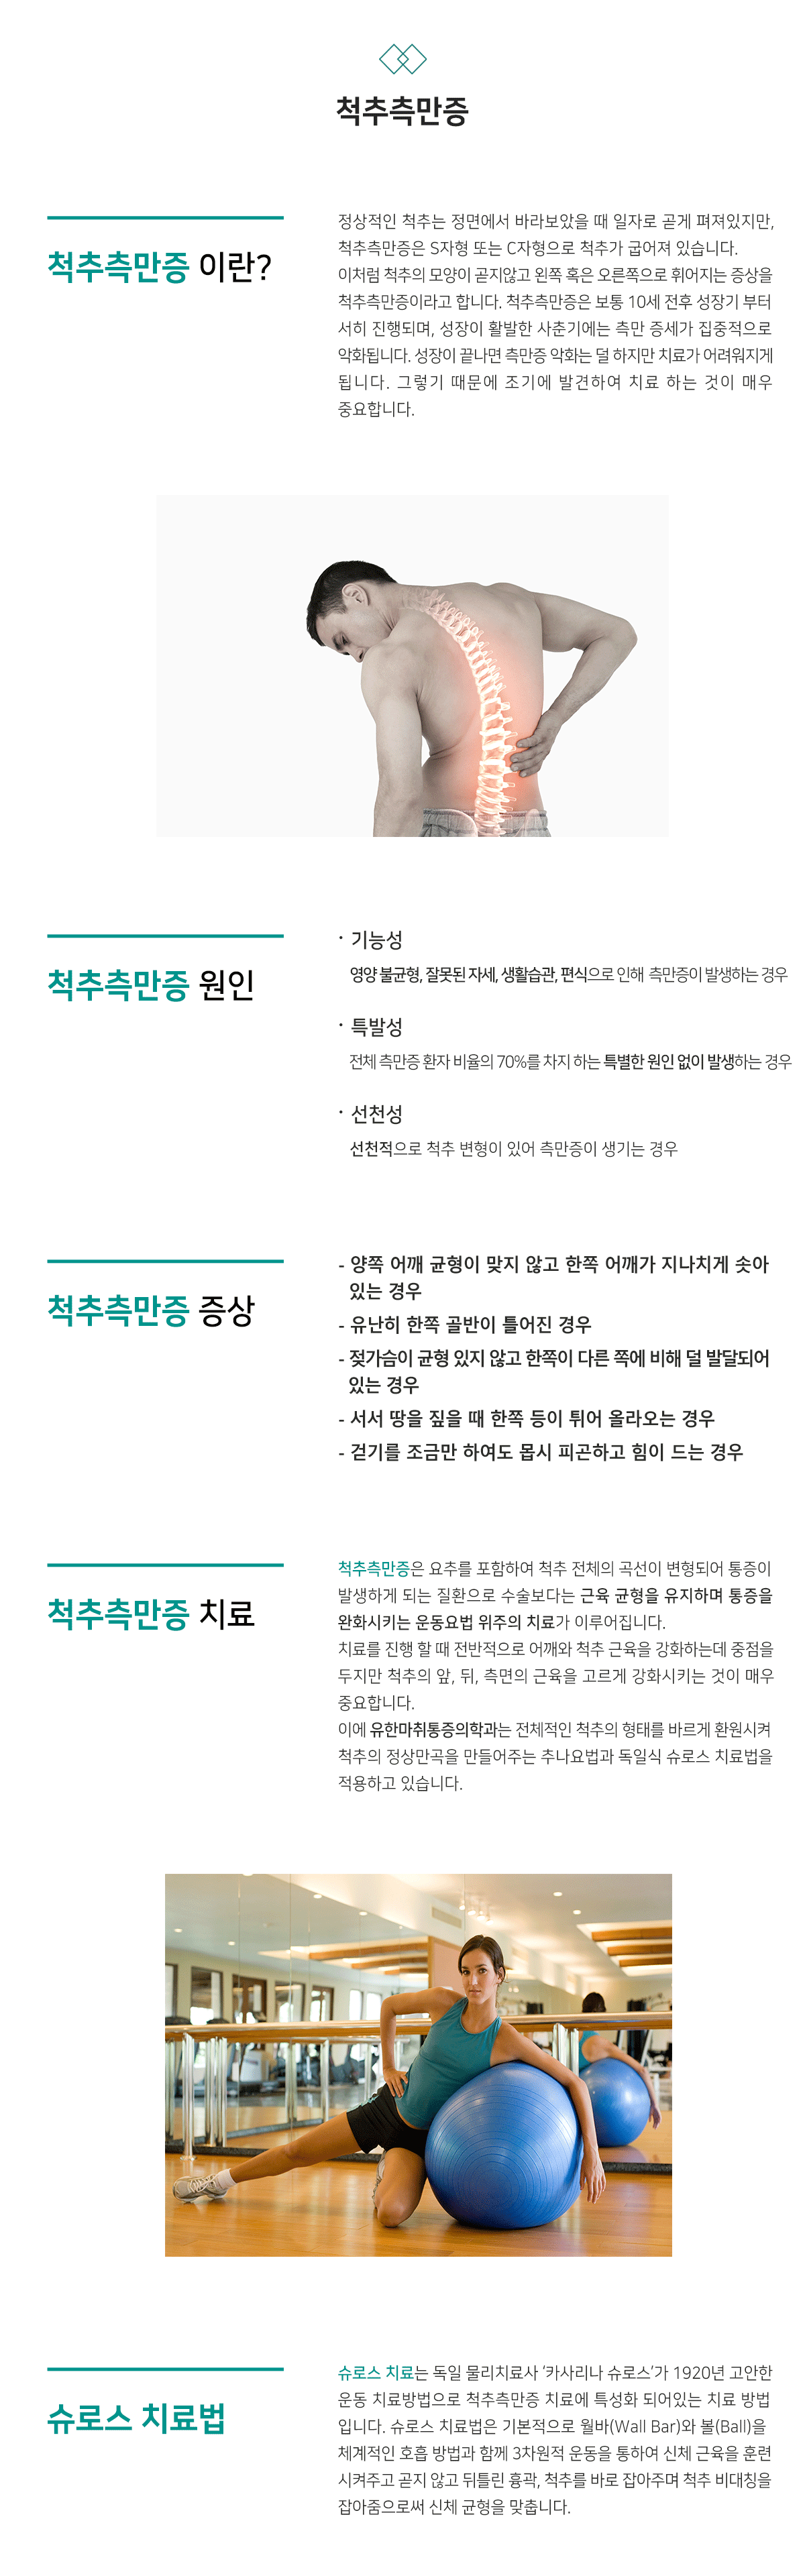 척추측만증
척추측만증 이란?
정상적인 척추는 정면에서 바라보았을 때 일자로 곧게 펴져있지만,
척추측만증은 S자형 또는 C자형으로 척추가 굽어져 있습니다.
이처럼 척추의 모양이 곧지않고 왼쪽 혹은 오른쪽으로 휘어지는 증상을
척추측만증이라고 합니다. 척추측만증은 보통 10세 전후 성장기 부터
서히 진행되며, 성장이 활발한 사춘기에는 측만 증세가 집중적으로
악화됩니다. 성장이 끝나면 측만증 악화는 덜 하지만 치료가 어려워지게
됩니다. 그렇기 때문에 조기에 발견하여 치료 하는 것이 매우
중요합니다.
척추측만증 원인
· 기능성
영양 불균형, 잘못된 자세, 생활습관, 편식으로 인해 측만증이 발생하는 경우
· 특발성
전체 측만증 환자 비율의 70%를 차지 하는 특별한 원인 없이 발생하는 경우
· 선천성
선천적으로 척추 변형이 있어 측만증이 생기는 경우
척추측만증 증상
- 양쪽 어깨 균형이 맞지 않고 한쪽 어깨가 지나치게 솟아
있는 경우
- 유난히 한쪽 골반이 틀어진 경우
- 젖가슴이 균형 있지 않고 한쪽이 다른 쪽에 비해 덜 발달되어
있는 경우
- 서서 땅을 짚을 때 한쪽 등이 튀어 올라오는 경우
- 걷기를 조금만 하여도 몹시 피곤하고 힘이 드는 경우
척추측만증 치료
척추측만증은 요추를 포함하여 척추 전체의 곡선이 변형되어 통증이
발생하게 되는 질환으로 수술보다는 근육 균형을 유지하며 통증을
완화시키는 운동요법 위주의 치료가 이루어집니다.
치료를 진행 할 때 전반적으로 어깨와 척추 근육을 강화하는데 중점을
두지만 척추의 앞, 뒤, 측면의 근육을 고르게 강화시키는 것이 매우
중요합니다.
이에 유한마취통증의학과는 전체적인 척추의 형태를 바르게 환원시켜
척추의 정상만곡을 만들어주는 추나요법과 독일식 슈로스 치료법을
적용하고 있습니다.
슈로스 치료법
슈로스 치료는 독일 물리치료사 '카사리나 슈로스'가 1920년 고안한
운동 치료방법으로 척추측만증 치료에 특성화 되어있는 치료 방법
입니다. 슈로스 치료법은 기본적으로 월바(Wall Bar)와 볼(Ball)을
체계적인 호흡 방법과 함께 3차원적 운동을 통하여 신체 근육을 훈련
시켜주고 곧지 않고 뒤틀린 흉곽, 척추를 바로 잡아주며 척추 비대칭을
잡아줌으로써 신체 균형을 맞춥니다.